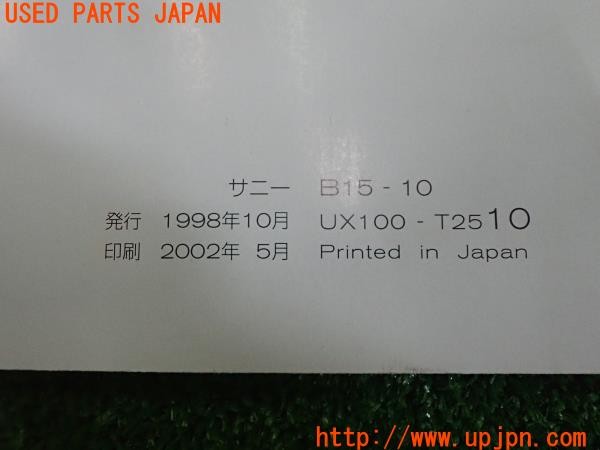 USED PARTS JAPAN
サニー B15 - 10
発行 1998年10月 UX100 - T2510
印刷 2002年 5月 Printed in Japan
http://www.upjpn.com/